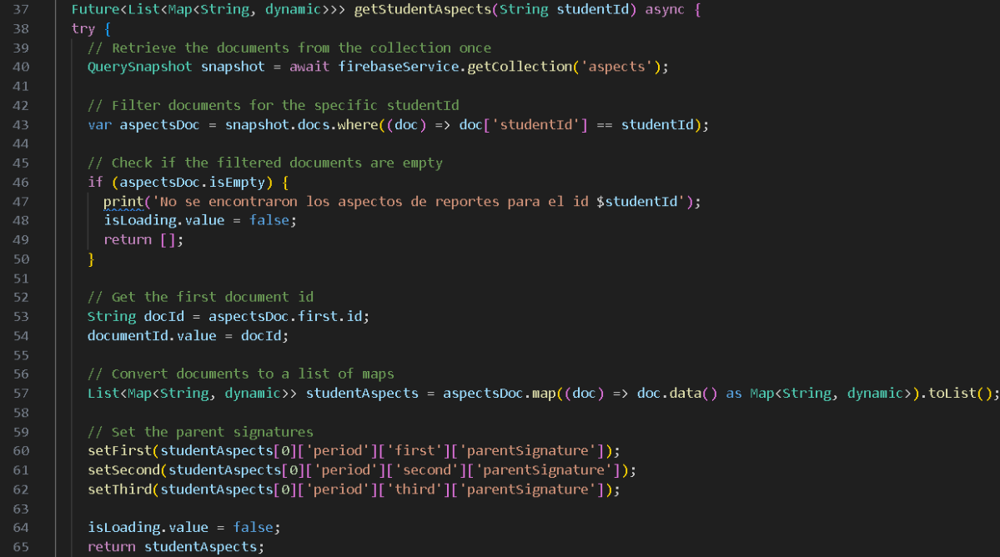 37 Future<List<Map<String, dynamic>>> getStudentAspects(String studentId) async {
38 try {
39 // Retrieve the documents from the collection once
40 QuerySnapshot snapshot = await firebaseService.getCollection('aspects');
41
42 // Filter documents for the specific studentId
43 var aspectsDoc = snapshot.docs.where((doc) => doc['studentId'] == studentId);
44
45 // Check if the filtered documents are empty
46 if (aspectsDoc.isEmpty) {
47 print('No se encontraron los aspectos de reportes para el id $studentId');
48 isLoading.value = false;
49 return [];
50 }
51
52 // Get the first document id
53 String docId = aspectsDoc.first.id;
54 documentId.value = docId;
55
56 // Convert documents to a list of maps
57 List<Map<String, dynamic>> studentAspects = aspectsDoc.map((doc) => doc.data() as Map<String, dynamic>).toList();
58
59 // Set the parent signatures
60 setFirst(studentAspects[0]['period']['first']['parentSignature']);
61 setSecond(studentAspects[0]['period']['second']['parentSignature']);
62 setThird(studentAspects[0]['period']['third']['parentSignature']);
63
64 isLoading.value = false;
65 return studentAspects;